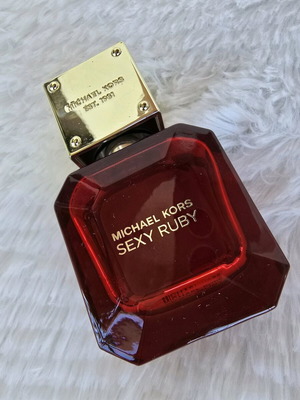 MICHAEL KORS
EST. 1981
MICHAEL KORS
SEXY RUBY